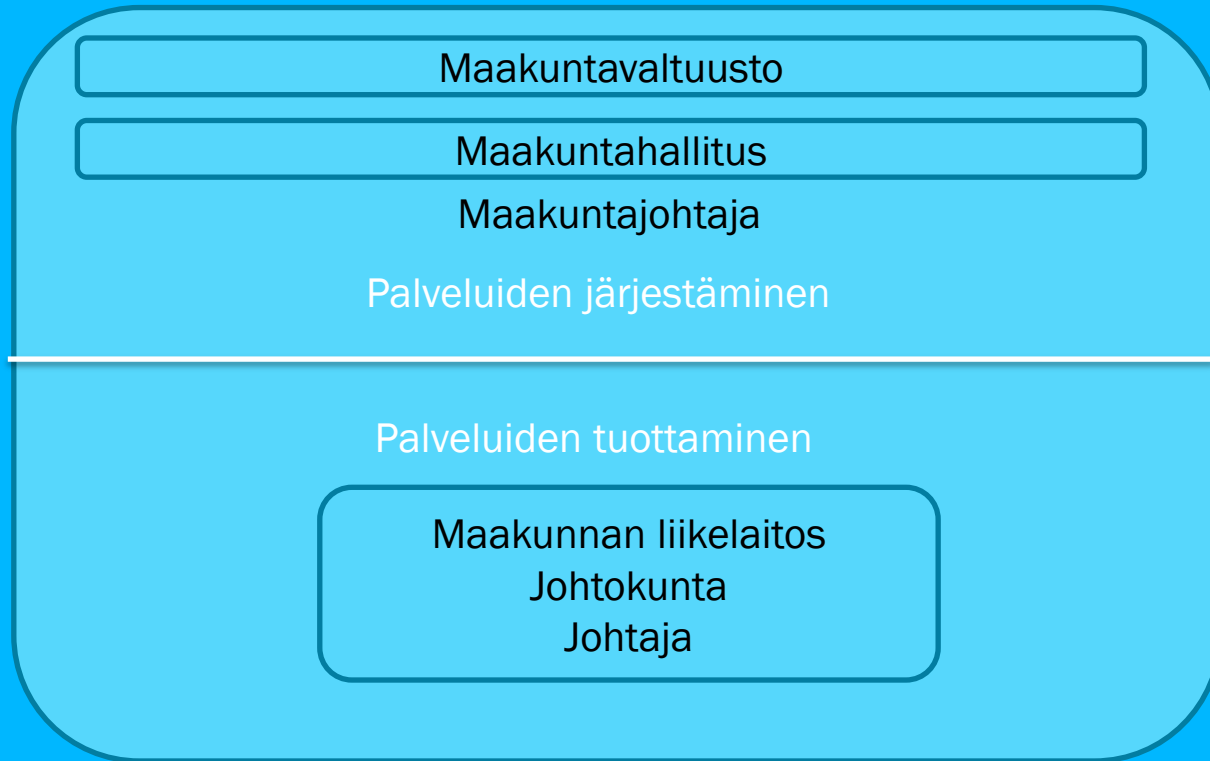 Maakuntavaltuusto
Maakuntahallitus
Maakuntajohtaja
Palveluiden järjestäminen
Palveluiden tuottaminen
Maakunnan liikelaitos
Johtokunta
Johtaja